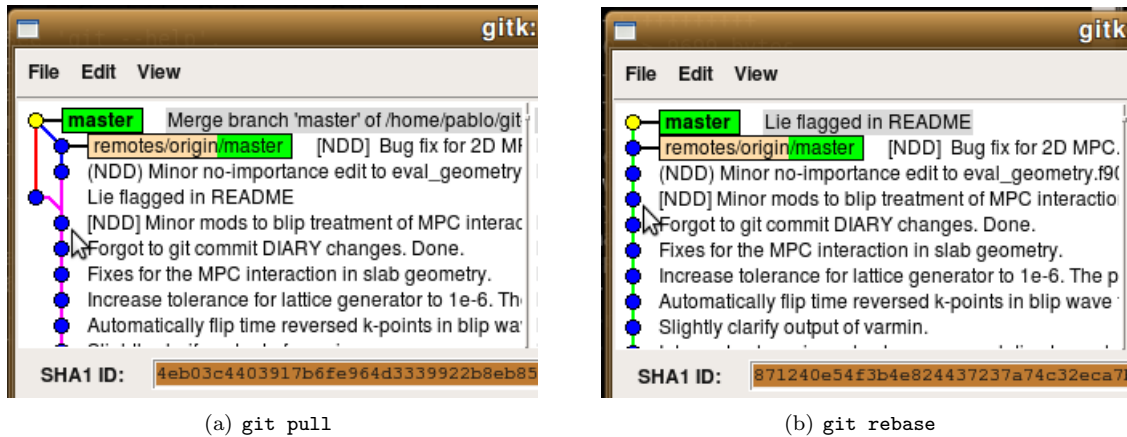 gitk:
File Edit View
master Merge branch 'master' of /home/pablo/git
remotes/origin/master [NDD] Bug fix for 2D
(NDD) Minor no-importance edit to eval_geometry
Lie flagged in README
[NDD] Minor mods to blip treatment of MPC interac
Forgot to git commit DIARY changes. Done.
Fixes for the MPC interaction in slab geometry.
Increase tolerance for lattice generator to 1e-6. The
Automatically flip time reversed k-points in blip wa
SHA1 ID: 4eb03c4403917b6fe964d3339922b8eb85
(a) git pull
gitk
File Edit View
master Lie flagged in README
remotes/origin/master [NDD] Bug fix for 2D MPC.
(NDD) Minor no-importance edit to eval_geometry.f90
[NDD] Minor mods to blip treatment of MPC interactio
Forgot to git commit DIARY changes. Done.
Fixes for the MPC interaction in slab geometry.
Increase tolerance for lattice generator to 1e-6. The p
Automatically flip time reversed k-points in blip wave
Slightly clarify output of varmin.
SHA1 ID: 871240e54f3b4e824437237a74c32eca7
(b) git rebase